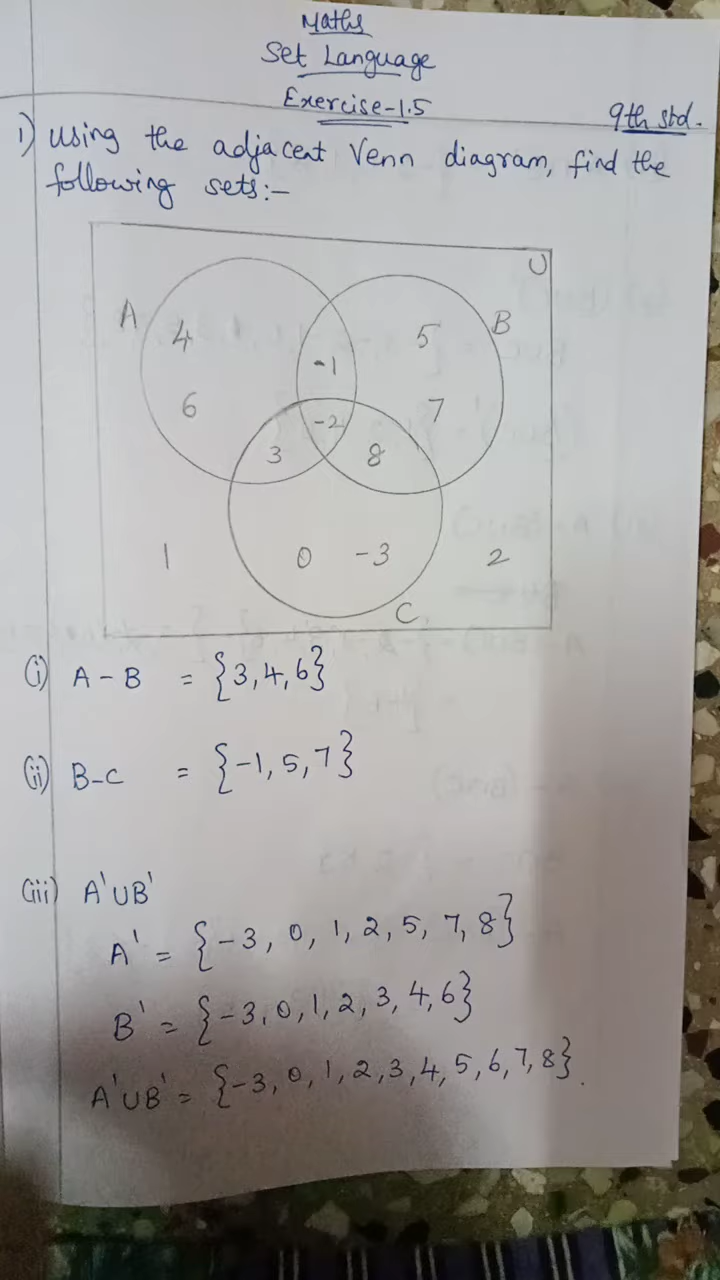 Maths
Set Language
Exercise-1.5
9th std.
1) using the adjacent Venn diagram, find the
following sets:-
U
A
B
4
5
-1
6
7
-2
3
8
1
0
-3
2
C
(i) A - B = {3, 4, 6}
(ii) B-C = {-1, 5, 7}
(iii) A'∪B'
A' = {-3, 0, 1, 2, 5, 7, 8}
B' = {-3, 0, 1, 2, 3, 4, 6}
A'∪B' = {-3, 0, 1, 2, 3, 4, 5, 6, 7, 8}.